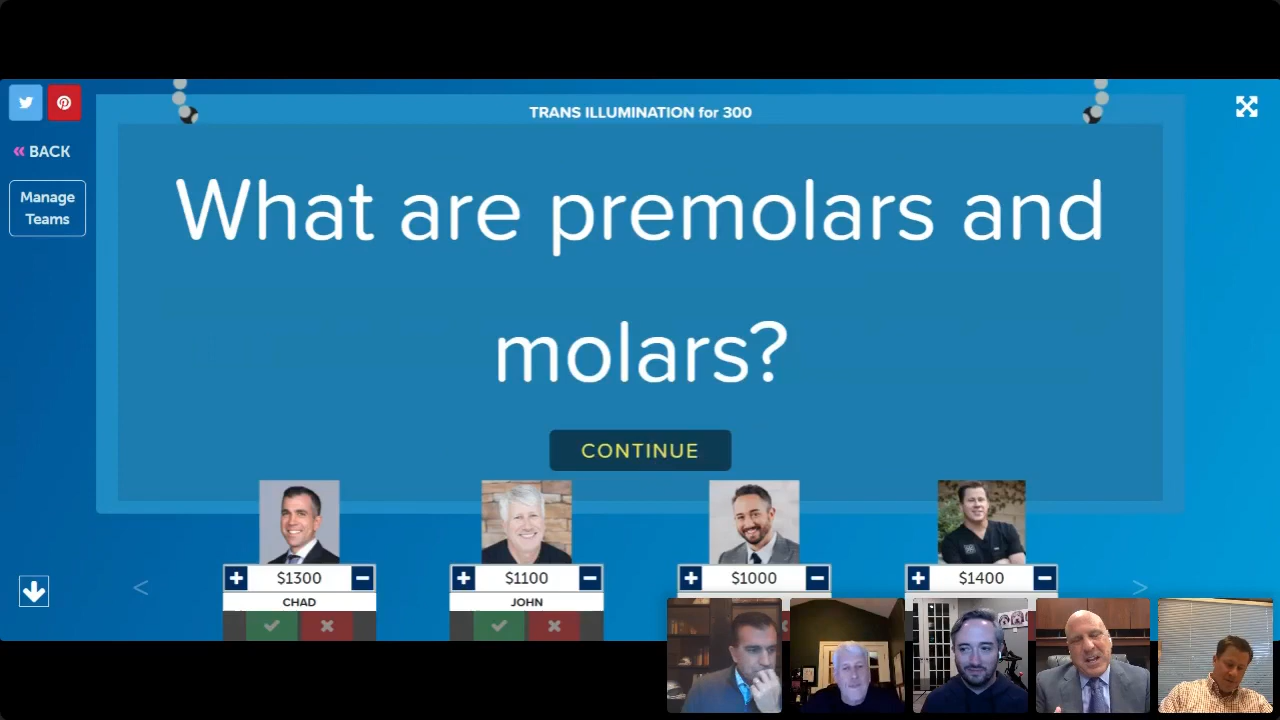 TRANS ILLUMINATION for 300
« BACK
Manage
Teams
What are premolars and
molars?
CONTINUE
+ $1300 −
+ $1100 −
+ $1000 −
+ $1400 −
CHAD
JOHN